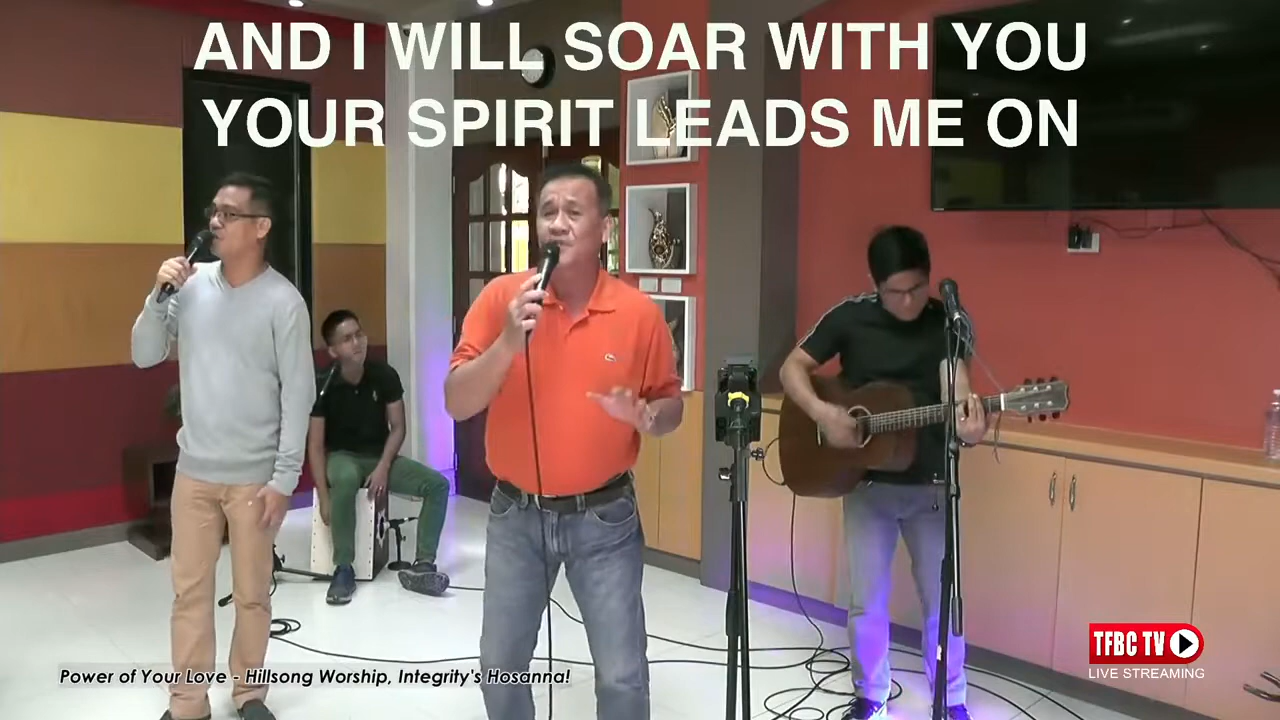 AND I WILL SOAR WITH YOU
YOUR SPIRIT LEADS ME ON
Power of Your Love - Hillsong Worship, Integrity's Hosanna!
TFBC TV
LIVE STREAMING